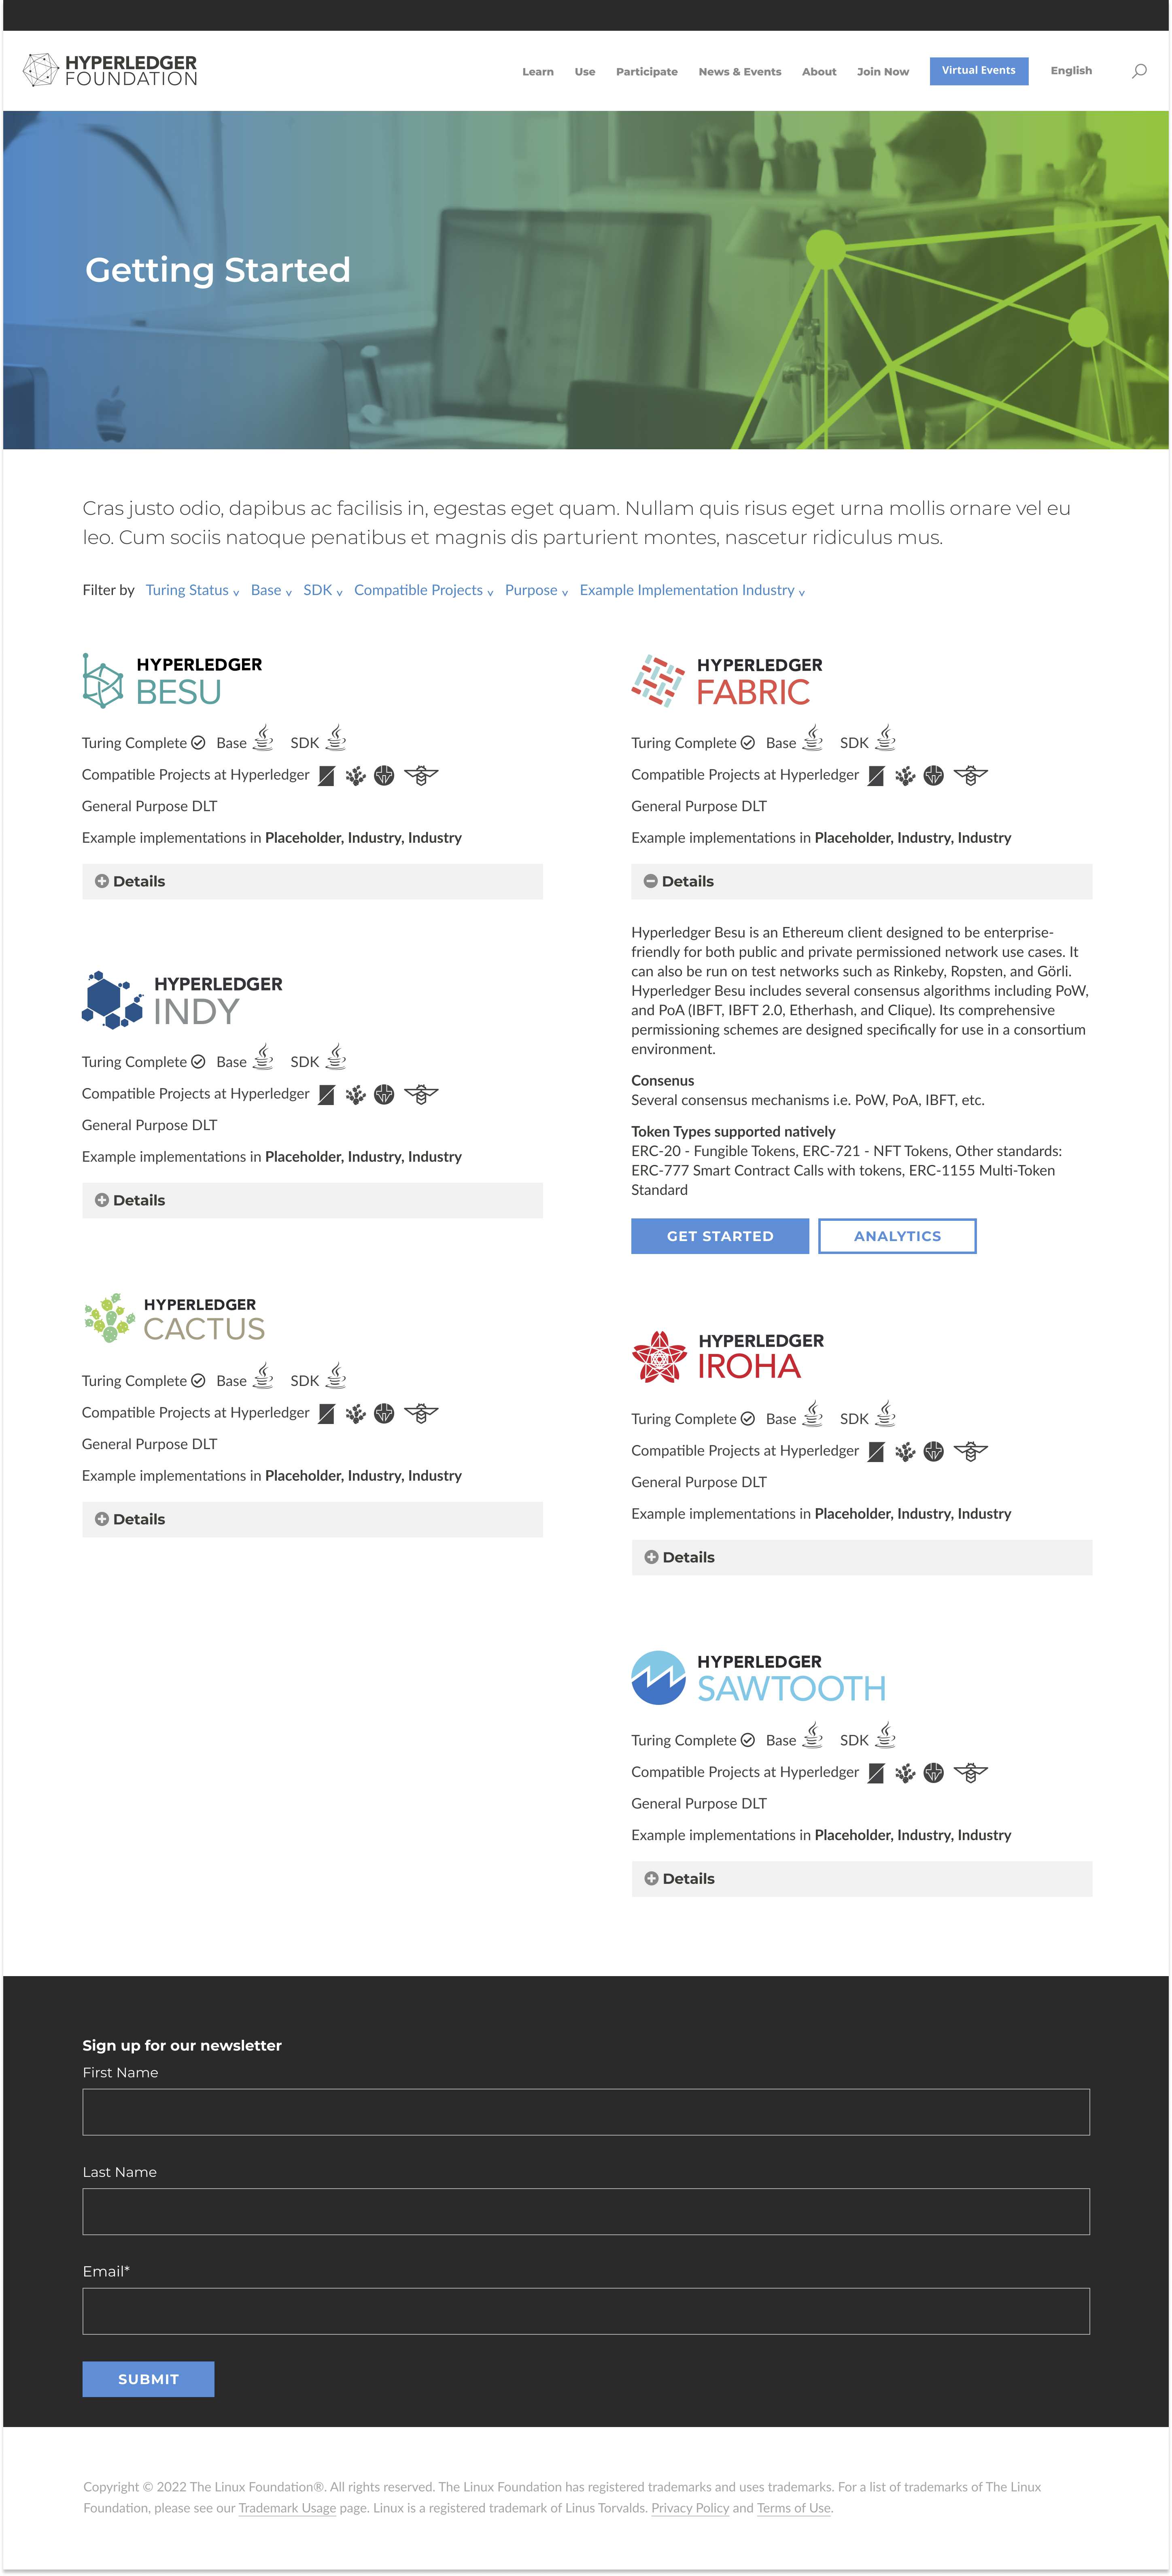 HYPERLEDGER
FOUNDATION
Learn Use Participate News & Events About Join Now Virtual Events English
Getting Started
Cras justo odio, dapibus ac facilisis in, egestas eget quam. Nullam quis risus eget urna mollis ornare vel eu
leo. Cum sociis natoque penatibus et magnis dis parturient montes, nascetur ridiculus mus.
Filter by Turing Status v Base v SDK v Compatible Projects v Purpose v Example Implementation Industry v
HYPERLEDGER
BESU
Turing Complete Base SDK
Compatible Projects at Hyperledger
General Purpose DLT
Example implementations in Placeholder, Industry, Industry
Details
HYPERLEDGER
INDY
Turing Complete Base SDK
Compatible Projects at Hyperledger
General Purpose DLT
Example implementations in Placeholder, Industry, Industry
Details
HYPERLEDGER
CACTUS
Turing Complete Base SDK
Compatible Projects at Hyperledger
General Purpose DLT
Example implementations in Placeholder, Industry, Industry
Details
HYPERLEDGER
FABRIC
Turing Complete Base SDK
Compatible Projects at Hyperledger
General Purpose DLT
Example implementations in Placeholder, Industry, Industry
Details
Hyperledger Besu is an Ethereum client designed to be enterprise-
friendly for both public and private permissioned network use cases. It
can also be run on test networks such as Rinkeby, Ropsten, and Görli.
Hyperledger Besu includes several consensus algorithms including PoW,
and PoA (IBFT, IBFT 2.0, Etherhash, and Clique). Its comprehensive
permissioning schemes are designed specifically for use in a consortium
environment.
Consenus
Several consensus mechanisms i.e. PoW, PoA, IBFT, etc.
Token Types supported natively
ERC-20 - Fungible Tokens, ERC-721 - NFT Tokens, Other standards:
ERC-777 Smart Contract Calls with tokens, ERC-1155 Multi-Token
Standard
GET STARTED ANALYTICS
HYPERLEDGER
IROHA
Turing Complete Base SDK
Compatible Projects at Hyperledger
General Purpose DLT
Example implementations in Placeholder, Industry, Industry
Details
HYPERLEDGER
SAWTOOTH
Turing Complete Base SDK
Compatible Projects at Hyperledger
General Purpose DLT
Example implementations in Placeholder, Industry, Industry
Details
Sign up for our newsletter
First Name
Last Name
Email*
SUBMIT
Copyright © 2022 The Linux Foundation®. All rights reserved. The Linux Foundation has registered trademarks and uses trademarks. For a list of trademarks of The Linux
Foundation, please see our Trademark Usage page. Linux is a registered trademark of Linus Torvalds. Privacy Policy and Terms of Use.